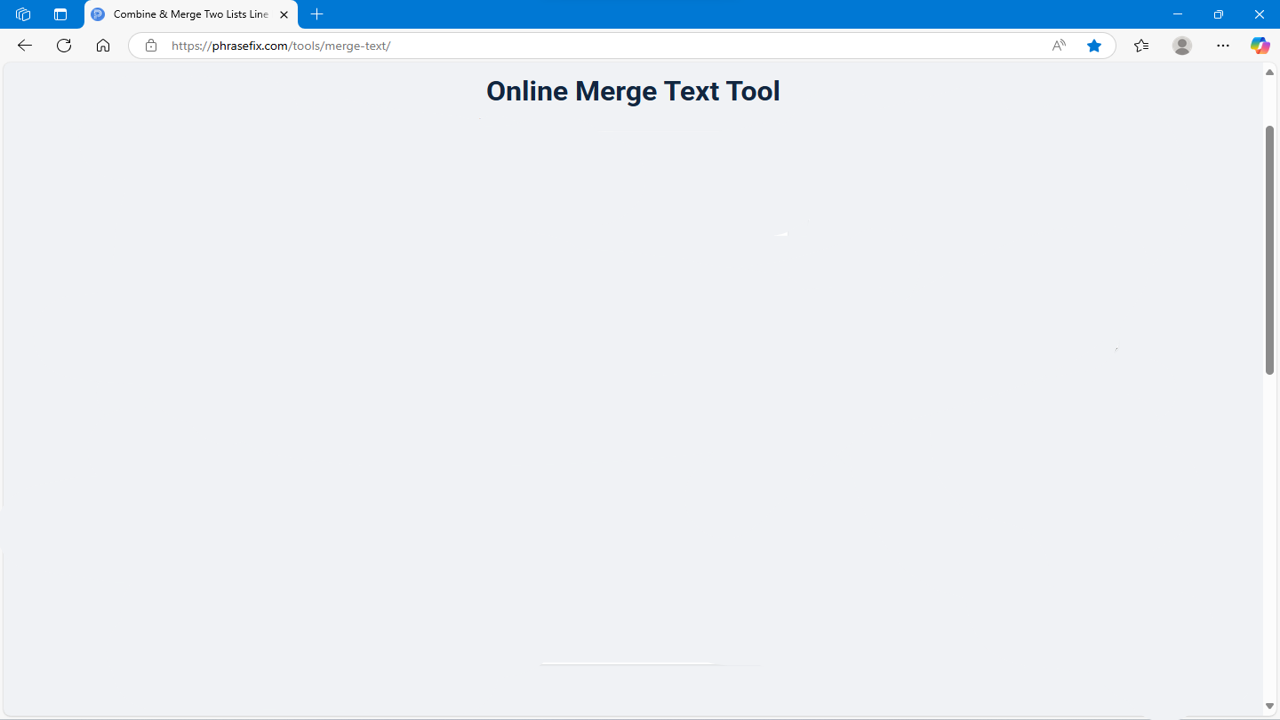 Combine & Merge Two Lists Line
https://phrasefix.com/tools/merge-text/
Online Merge Text Tool